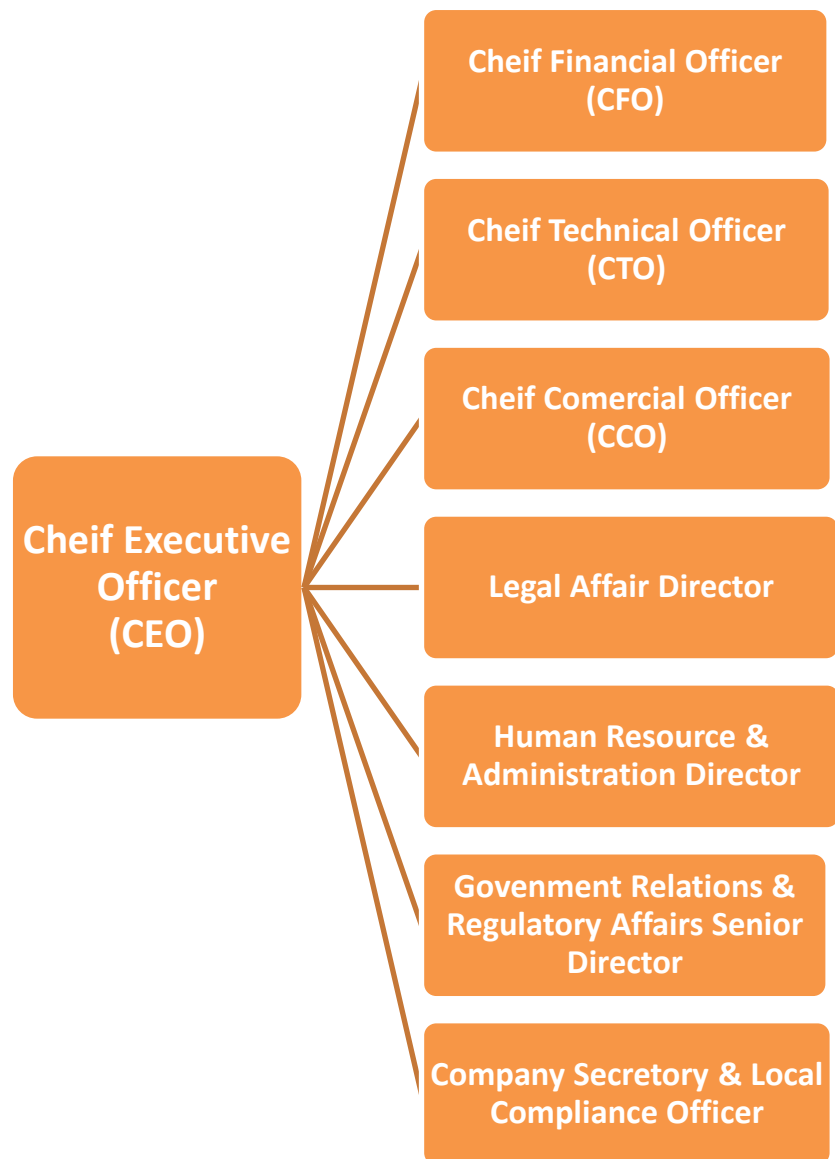 Cheif Financial Officer
(CFO)
Cheif Technical Officer
(CTO)
Cheif Comercial Officer
(CCO)
Cheif Executive
Officer
(CEO)
Legal Affair Director
Human Resource &
Administration Director
Govenment Relations &
Regulatory Affairs Senior
Director
Company Secretory & Local
Compliance Officer